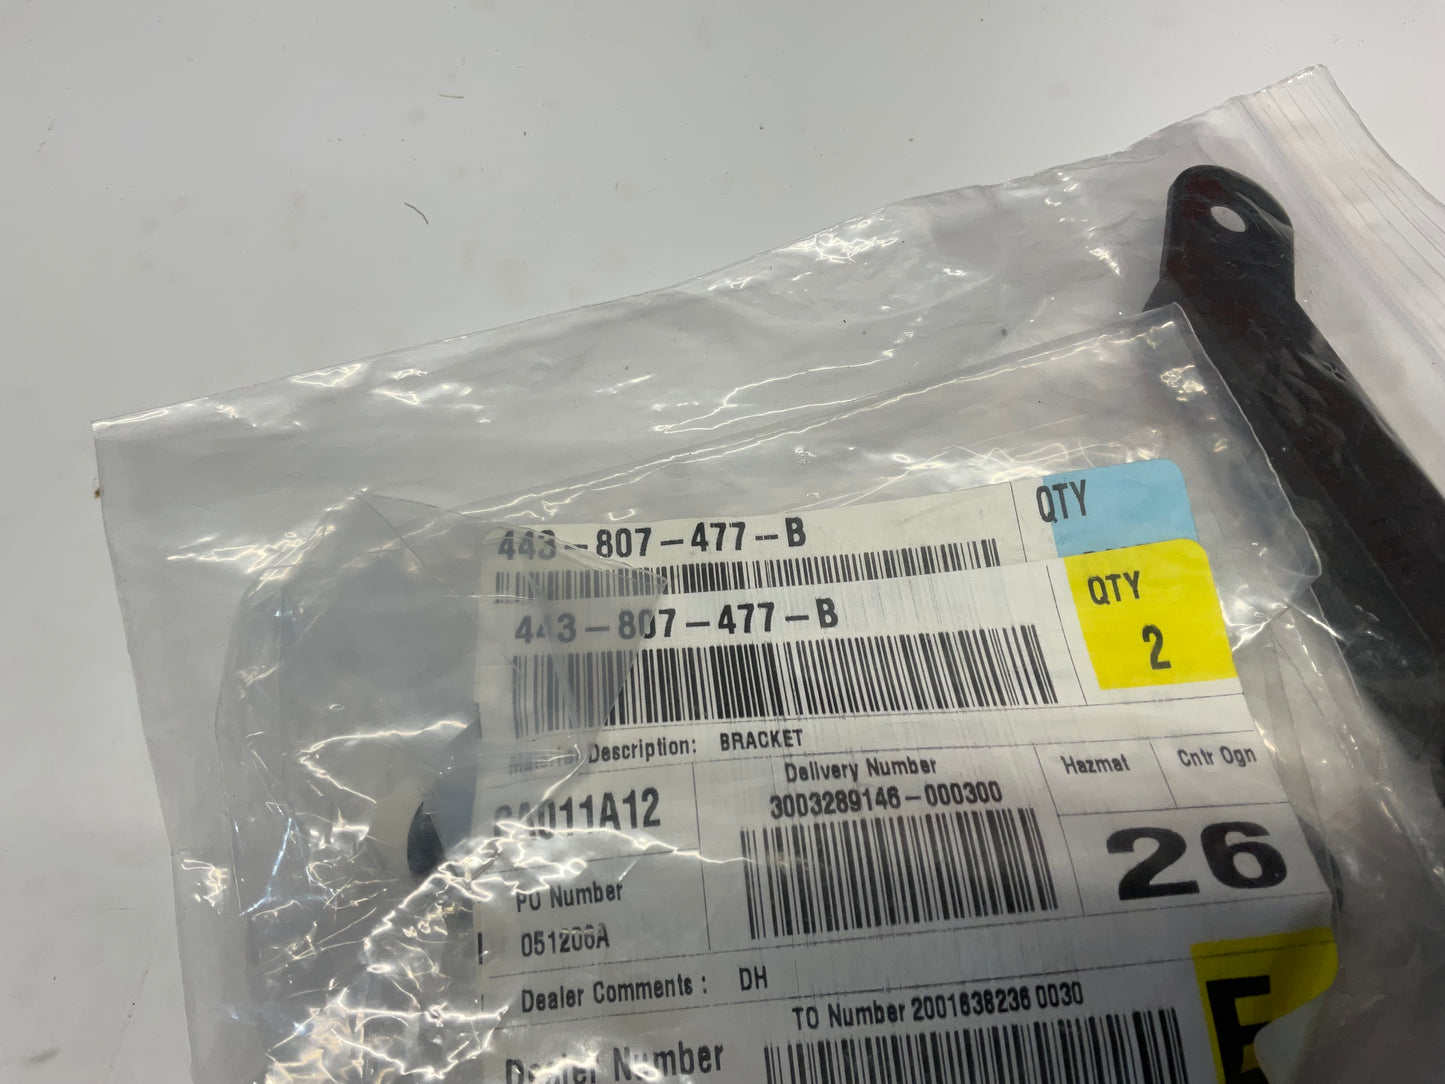 443-807-477-B QTY
443-807-477-B QTY
2
Material Description: BRACKET
Delivery Number Hazmat Cntr Ogn
3003289146-000300
26
PO Number
051206A
Dealer Comments: DH
TO Number 2001638236 0030
Dealer Number